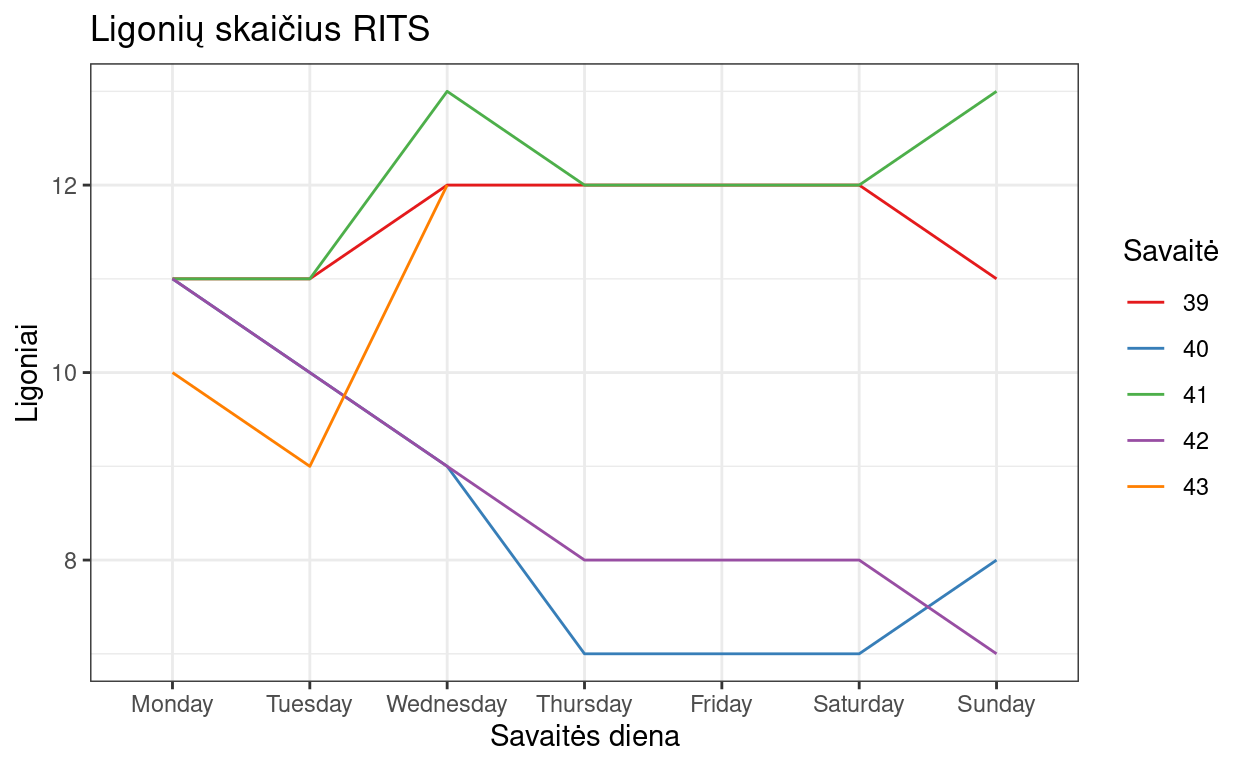 Ligonių skaičius RITS
12
10
8
Ligoniai
Monday Tuesday Wednesday Thursday Friday Saturday Sunday
Savaitės diena
Savaitė
39
40
41
42
43